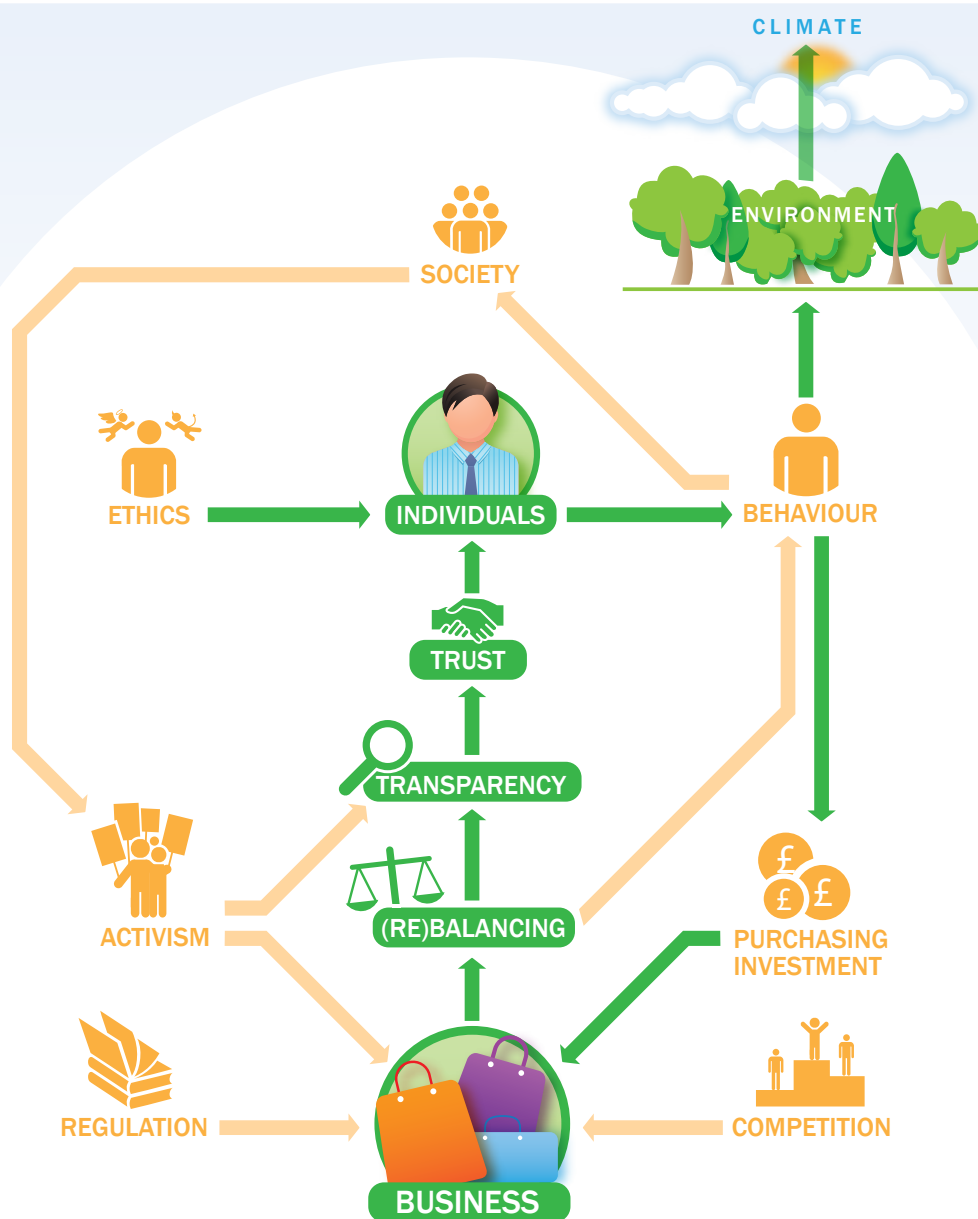 CLIMATE
ENVIRONMENT
SOCIETY
ETHICS
INDIVIDUALS
BEHAVIOUR
TRUST
TRANSPARENCY
£
£
£
ACTIVISM
(RE)BALANCING
PURCHASING
INVESTMENT
REGULATION
COMPETITION
BUSINESS